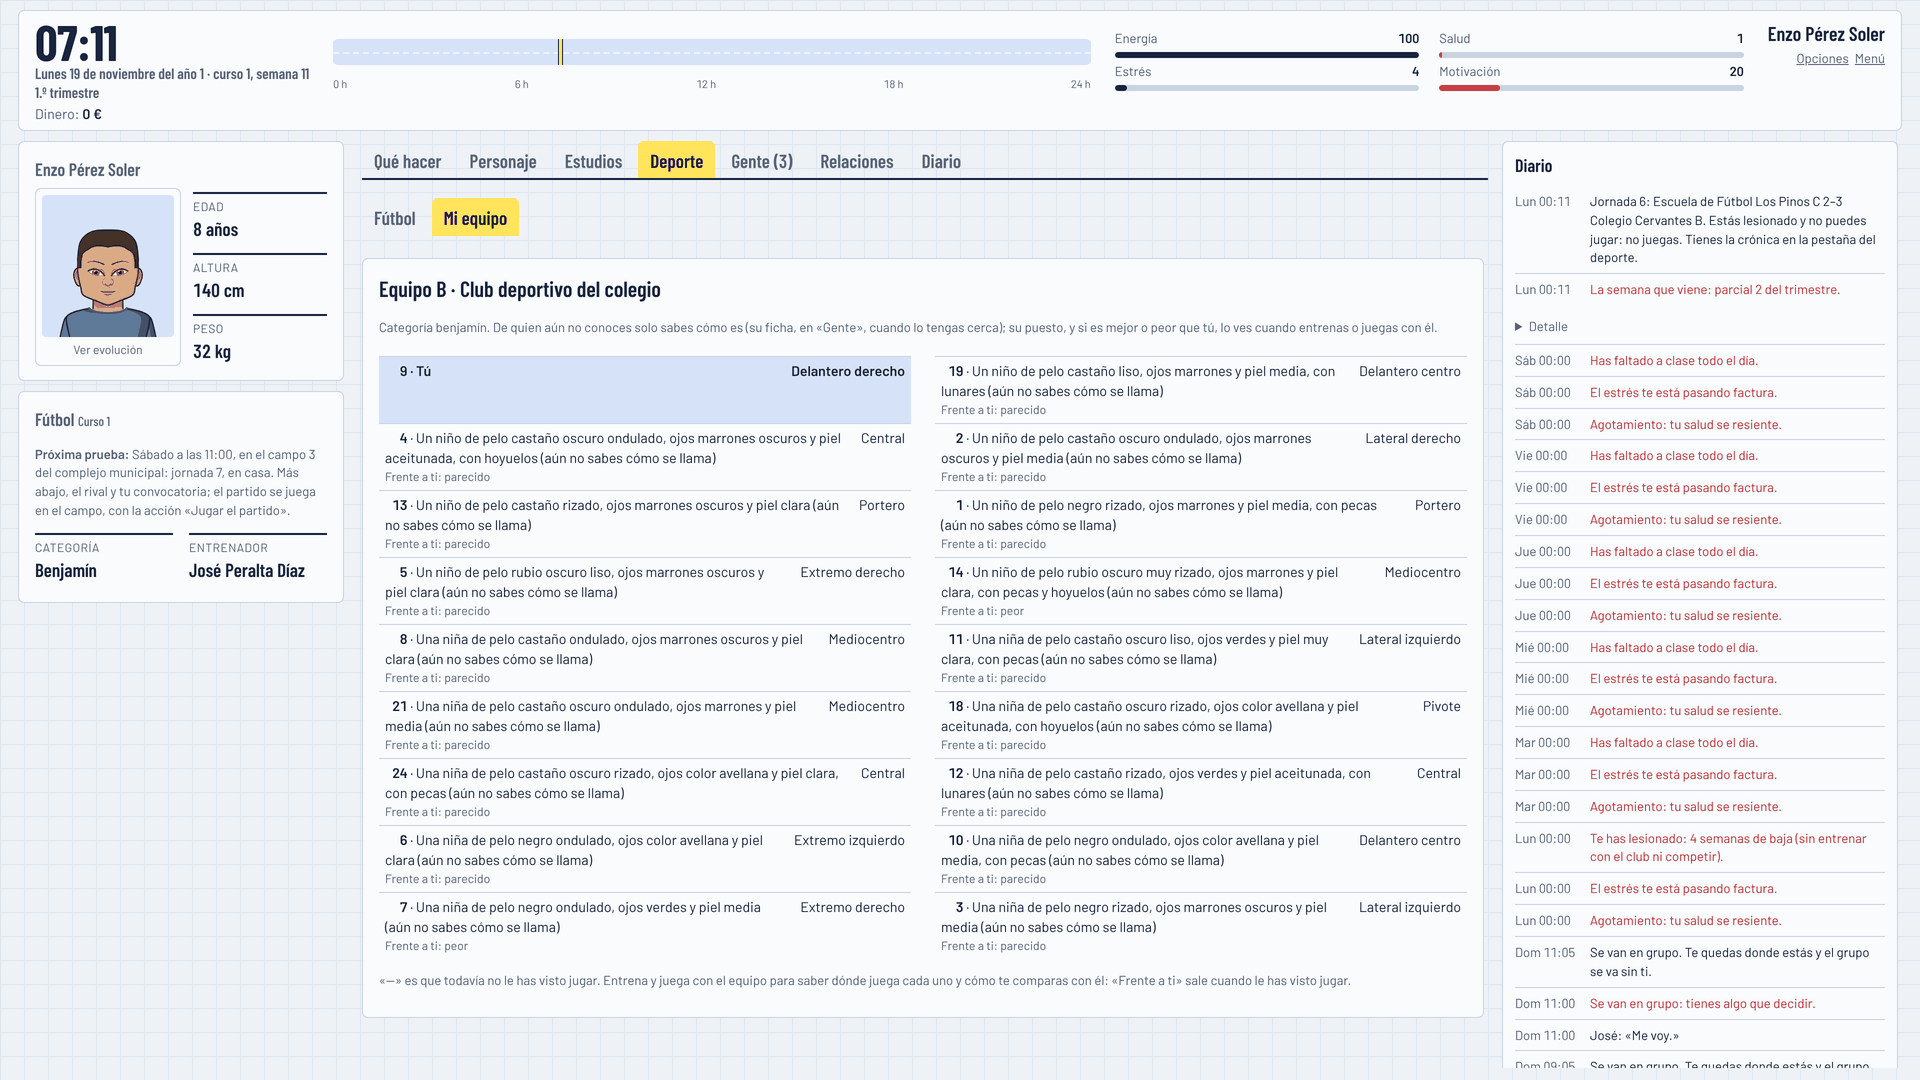 07:11
Lunes 19 de noviembre del año 1 · curso 1, semana 11
1.º trimestre
Dinero: 0 €
0 h
6 h
12 h
18 h
24 h
Energía 100
Estrés 4
Salud 1
Motivación 20
Enzo Pérez Soler
Opciones Menú
Enzo Pérez Soler
Ver evolución
EDAD
8 años
ALTURA
140 cm
PESO
32 kg
Fútbol Curso 1
Próxima prueba: Sábado a las 11:00, en el campo 3
del complejo municipal: jornada 7, en casa. Más
abajo, el rival y tu convocatoria; el partido se juega
en el campo, con la acción «Jugar el partido».
CATEGORÍA
Benjamín
ENTRENADOR
José Peralta Díaz
Qué hacer
Personaje
Estudios
Deporte
Gente (3)
Relaciones
Diario
Fútbol
Mi equipo
Equipo B · Club deportivo del colegio
Categoría benjamín. De quien aún no conoces solo sabes cómo es (su ficha, en «Gente», cuando lo tengas cerca); su puesto, y si es mejor o peor que tú, lo ves cuando entrenas o juegas con él.
9 · Tú Delantero derecho
19 · Un niño de pelo castaño liso, ojos marrones y piel media, con Delantero centro
lunares (aún no sabes cómo se llama)
Frente a ti: parecido
4 · Un niño de pelo castaño oscuro ondulado, ojos marrones oscuros y piel Central
aceitunada, con hoyuelos (aún no sabes cómo se llama)
Frente a ti: parecido
2 · Un niño de pelo castaño oscuro ondulado, ojos marrones Lateral derecho
oscuros y piel media (aún no sabes cómo se llama)
Frente a ti: parecido
13 · Un niño de pelo castaño rizado, ojos marrones oscuros y piel clara (aún Portero
no sabes cómo se llama)
Frente a ti: parecido
1 · Un niño de pelo negro rizado, ojos marrones y piel media, con pecas Portero
(aún no sabes cómo se llama)
Frente a ti: parecido
5 · Un niño de pelo rubio oscuro liso, ojos marrones oscuros y Extremo derecho
piel clara (aún no sabes cómo se llama)
Frente a ti: parecido
14 · Un niño de pelo rubio oscuro muy rizado, ojos marrones y piel Mediocentro
clara, con pecas y hoyuelos (aún no sabes cómo se llama)
Frente a ti: peor
8 · Una niña de pelo castaño ondulado, ojos marrones oscuros y piel Mediocentro
clara (aún no sabes cómo se llama)
Frente a ti: parecido
11 · Una niña de pelo castaño oscuro liso, ojos verdes y piel muy Lateral izquierdo
clara, con pecas (aún no sabes cómo se llama)
Frente a ti: parecido
21 · Una niña de pelo castaño oscuro ondulado, ojos marrones y piel Mediocentro
media (aún no sabes cómo se llama)
Frente a ti: parecido
18 · Una niña de pelo castaño oscuro rizado, ojos color avellana y piel Pivote
aceitunada, con hoyuelos (aún no sabes cómo se llama)
Frente a ti: parecido
24 · Una niña de pelo castaño oscuro rizado, ojos color avellana y piel clara, Central
con pecas (aún no sabes cómo se llama)
Frente a ti: parecido
12 · Una niña de pelo castaño rizado, ojos verdes y piel aceitunada, con Central
lunares (aún no sabes cómo se llama)
Frente a ti: parecido
6 · Una niña de pelo negro ondulado, ojos color avellana y piel Extremo izquierdo
clara (aún no sabes cómo se llama)
Frente a ti: parecido
10 · Una niña de pelo negro ondulado, ojos color avellana y piel Delantero centro
media, con pecas (aún no sabes cómo se llama)
Frente a ti: parecido
7 · Una niña de pelo negro ondulado, ojos verdes y piel media Extremo derecho
(aún no sabes cómo se llama)
Frente a ti: peor
3 · Una niña de pelo negro rizado, ojos marrones oscuros y piel Lateral izquierdo
media (aún no sabes cómo se llama)
Frente a ti: parecido
«—» es que todavía no le has visto jugar. Entrena y juega con el equipo para saber dónde juega cada uno y cómo te comparas con él: «Frente a ti» sale cuando le has visto jugar.
Diario
Lun 00:11 Jornada 6: Escuela de Fútbol Los Pinos C 2–3
Colegio Cervantes B. Estás lesionado y no puedes
jugar: no juegas. Tienes la crónica en la pestaña del
deporte.
Lun 00:11 La semana que viene: parcial 2 del trimestre.
▶ Detalle
Sáb 00:00 Has faltado a clase todo el día.
Sáb 00:00 El estrés te está pasando factura.
Sáb 00:00 Agotamiento: tu salud se resiente.
Vie 00:00 Has faltado a clase todo el día.
Vie 00:00 El estrés te está pasando factura.
Vie 00:00 Agotamiento: tu salud se resiente.
Jue 00:00 Has faltado a clase todo el día.
Jue 00:00 El estrés te está pasando factura.
Jue 00:00 Agotamiento: tu salud se resiente.
Mié 00:00 Has faltado a clase todo el día.
Mié 00:00 El estrés te está pasando factura.
Mié 00:00 Agotamiento: tu salud se resiente.
Mar 00:00 Has faltado a clase todo el día.
Mar 00:00 El estrés te está pasando factura.
Mar 00:00 Agotamiento: tu salud se resiente.
Lun 00:00 Te has lesionado: 4 semanas de baja (sin entrenar
con el club ni competir).
Lun 00:00 El estrés te está pasando factura.
Lun 00:00 Agotamiento: tu salud se resiente.
Dom 11:05 Se van en grupo. Te quedas donde estás y el grupo
se va sin ti.
Dom 11:00 Se van en grupo: tienes algo que decidir.
Dom 11:00 José: «Me voy.»
Dom 09:05 Se van en grupo. Te quedas donde estás y el grupo